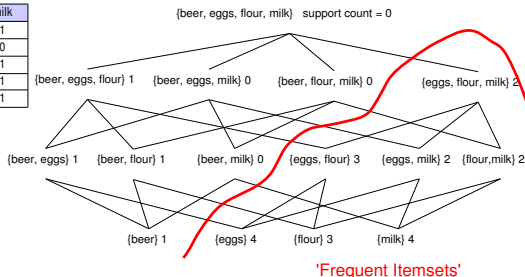 milk
1
0
1
1
1
{beer, eggs, flour, milk} support count = 0
{beer, eggs, flour} 1 {beer, eggs, milk} 0 {beer, flour, milk} 0 {eggs, flour, milk} 2
{beer, eggs} 1 {beer, flour} 1 {beer, milk} 0 {eggs, flour} 3 {eggs, milk} 2 {flour,milk} 2
{beer} 1 {eggs} 4 {flour} 3 {milk} 4
'Frequent Itemsets'